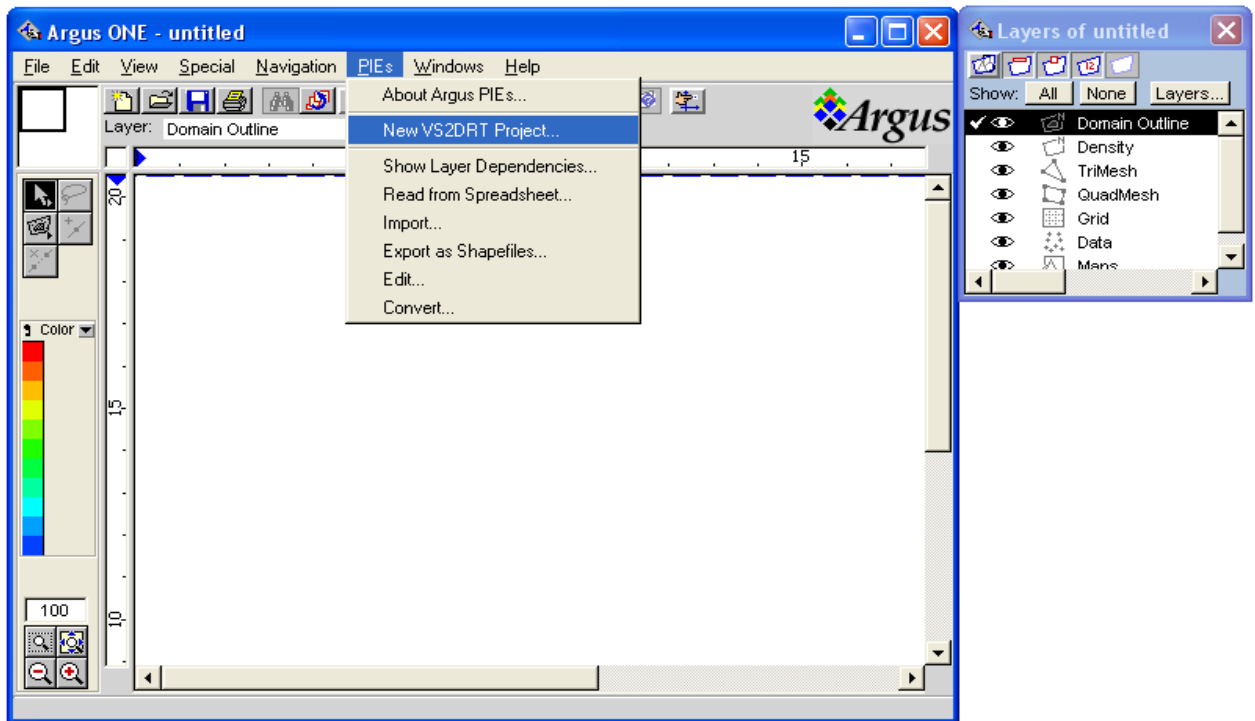 Argus ONE - untitled
File Edit View Special Navigation PIEs Windows Help
About Argus PIEs...
New VS2DRT Project...
Show Layer Dependencies...
Read from Spreadsheet...
Import...
Export as Shapefiles...
Edit...
Convert...
Layer: Domain Outline
Argus
15
20
15
10
Color
100
Layers of untitled
Show: All None Layers...
Domain Outline
Density
TriMesh
QuadMesh
Grid
Data
Maps